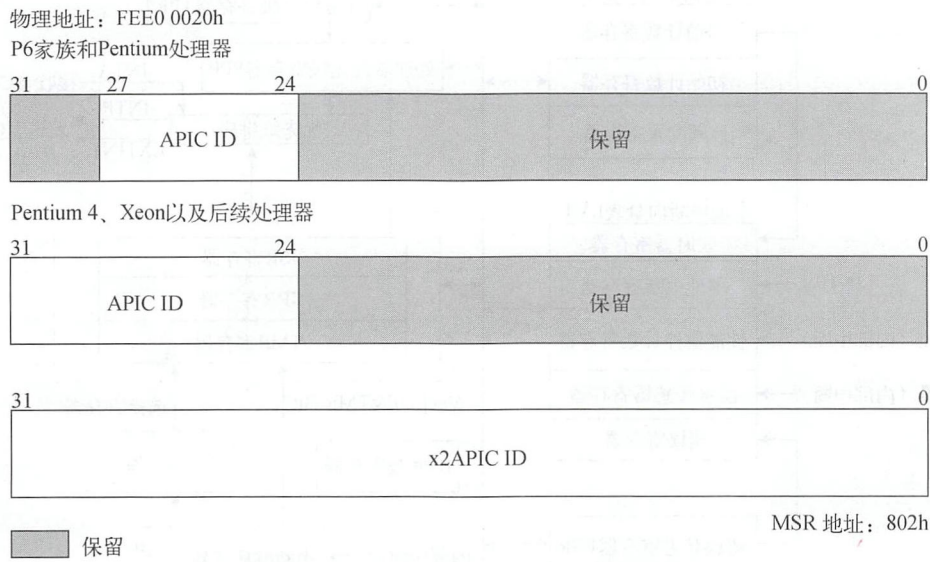 物理地址：FEE0 0020h
P6家族和Pentium处理器
31 27 24 0
APIC ID 保留
Pentium 4、Xeon以及后续处理器
31 24 0
APIC ID 保留
31 0
x2APIC ID
MSR 地址：802h
保留